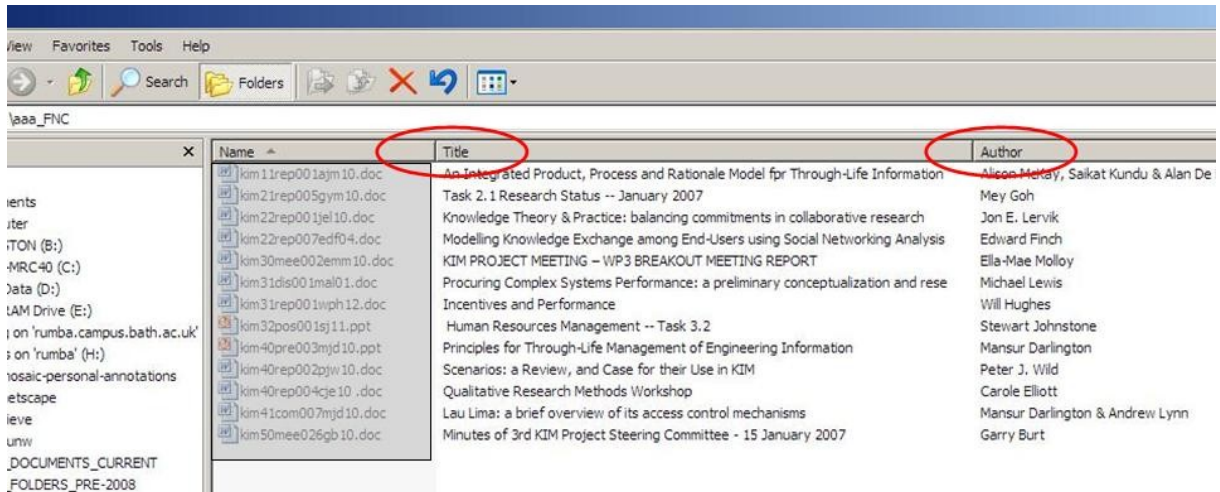 View Favorites Tools Help
Search Folders
\aaa_FNC
Name Title Author
kim11rep001ajm10.doc An Integrated Product, Process and Rationale Model fpr Through-Life Information Alison McKay, Saikat Kundu & Alan De
kim21rep005gym10.doc Task 2.1 Research Status -- January 2007 Mey Goh
ents kim22rep001jel10.doc Knowledge Theory & Practice: balancing commitments in collaborative research Jon E. Lervik
uter kim22rep007edf04.doc Modelling Knowledge Exchange among End-Users using Social Networking Analysis Edward Finch
STON (B:) kim30mee002emm10.doc KIM PROJECT MEETING – WP3 BREAKOUT MEETING REPORT Ella-Mae Molloy
-MRC40 (C:) kim31dis001mal01.doc Procuring Complex Systems Performance: a preliminary conceptualization and rese Michael Lewis
Data (D:) kim31rep001wph12.doc Incentives and Performance Will Hughes
RAM Drive (E:) kim32pos001sj11.ppt Human Resources Management -- Task 3.2 Stewart Johnstone
on 'rumba.campus.bath.ac.uk' kim40pre003mjd10.ppt Principles for Through-Life Management of Engineering Information Mansur Darlington
s on 'rumba' (H:) kim40rep002pjw10.doc Scenarios: a Review, and Case for their Use in KIM Peter J. Wild
mosaic-personal-annotations kim40rep004cje10 .doc Qualitative Research Methods Workshop Carole Elliott
etscape kim41com007mjd10.doc Lau Lima: a brief overview of its access control mechanisms Mansur Darlington & Andrew Lynn
ieve kim50mee026gb10.doc Minutes of 3rd KIM Project Steering Committee - 15 January 2007 Garry Burt
unw
_DOCUMENTS_CURRENT
_FOLDERS_PRE-2008